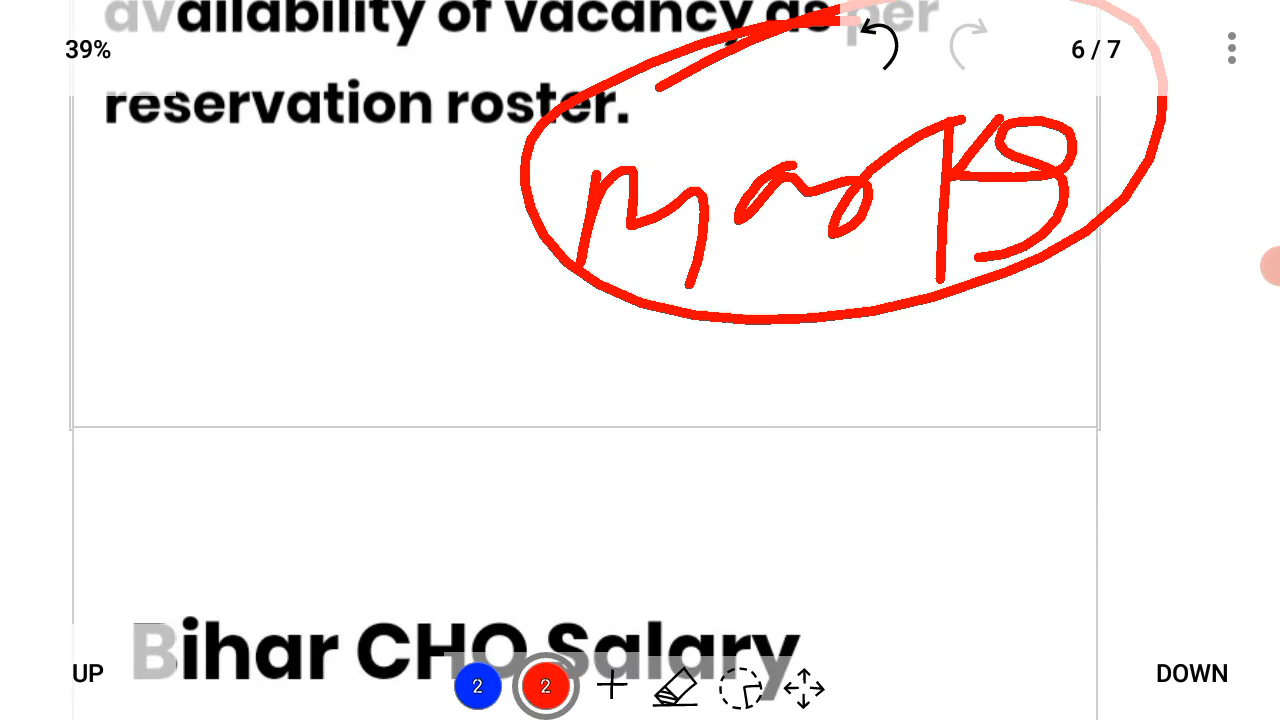 availability of vacancy as per
39%
6 / 7
reservation roster.
Marks
Bihar CHO Salary
UP
2
2
DOWN